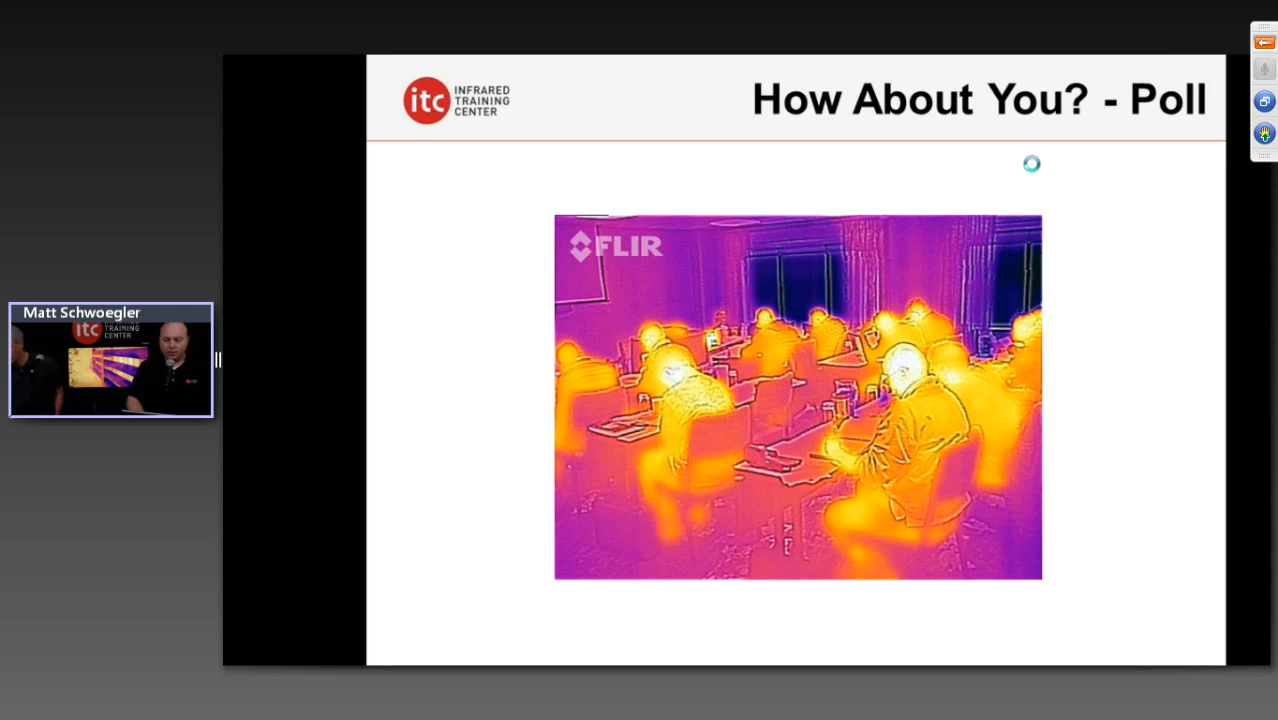 itc INFRARED
TRAINING
CENTER
How About You? - Poll
FLIR
Matt Schwoegler
itc TRAINING
CENTER